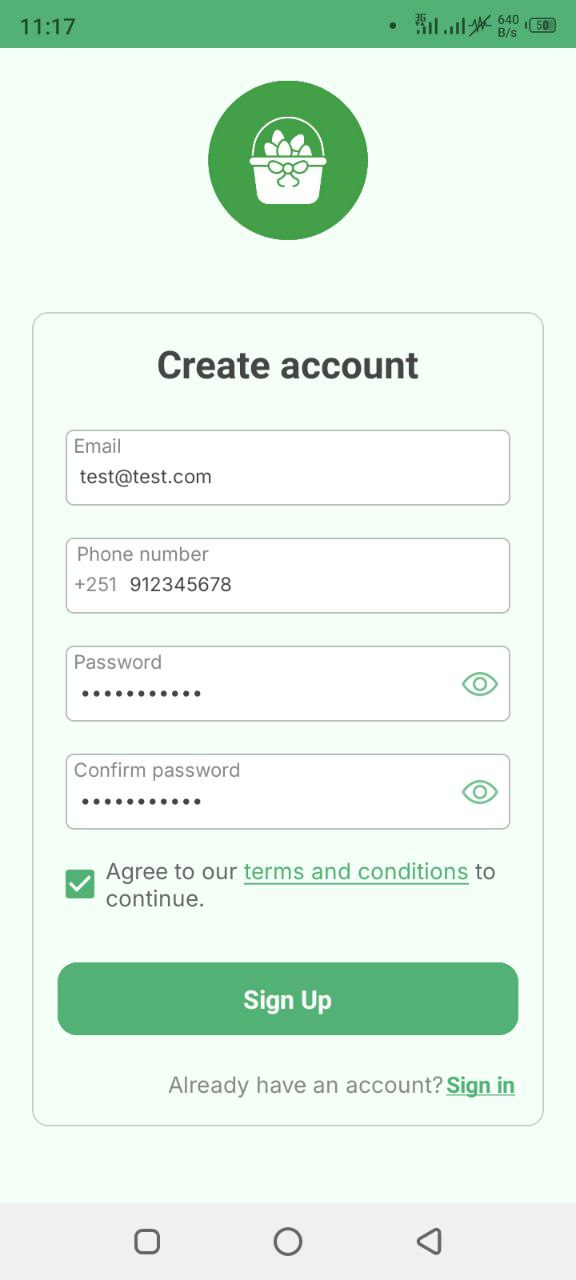 11:17
3G
640
B/s
50
Create account
Email
test@test.com
Phone number
+251 912345678
Password
•••••••••••
Confirm password
•••••••••••
Agree to our terms and conditions to
continue.
Sign Up
Already have an account? Sign in